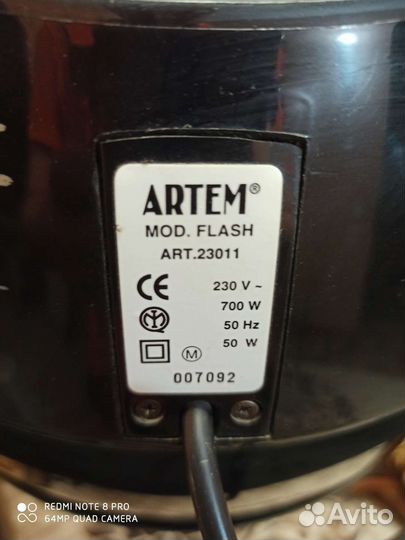 ARTEM®
MOD. FLASH
ART.23011
CE 230 V ~
700 W
50 Hz
50 W
M
007092
REDMI NOTE 8 PRO
64MP QUAD CAMERA
Avito